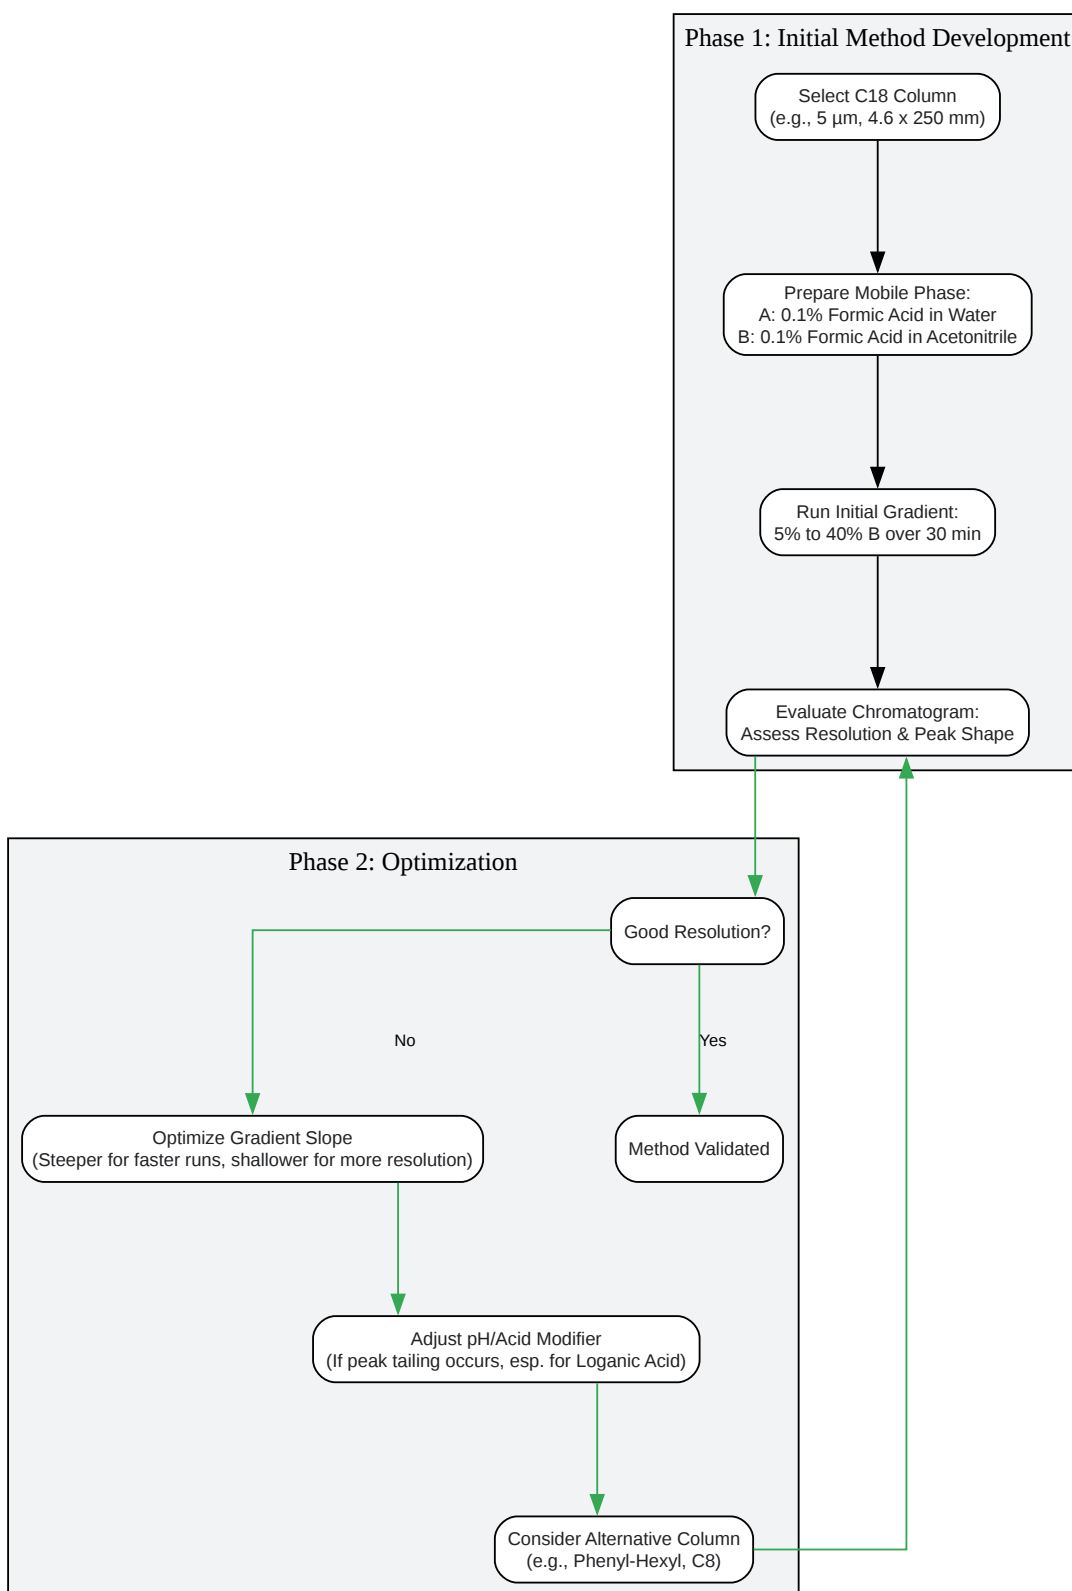 Phase 1: Initial Method Development
Select C18 Column
(e.g., 5 µm, 4.6 x 250 mm)
Prepare Mobile Phase:
A: 0.1% Formic Acid in Water
B: 0.1% Formic Acid in Acetonitrile
Run Initial Gradient:
5% to 40% B over 30 min
Evaluate Chromatogram:
Assess Resolution & Peak Shape
Phase 2: Optimization
Good Resolution?
No
Yes
Optimize Gradient Slope
(Steeper for faster runs, shallower for more resolution)
Method Validated
Adjust pH/Acid Modifier
(If peak tailing occurs, esp. for Loganic Acid)
Consider Alternative Column
(e.g., Phenyl-Hexyl, C8)